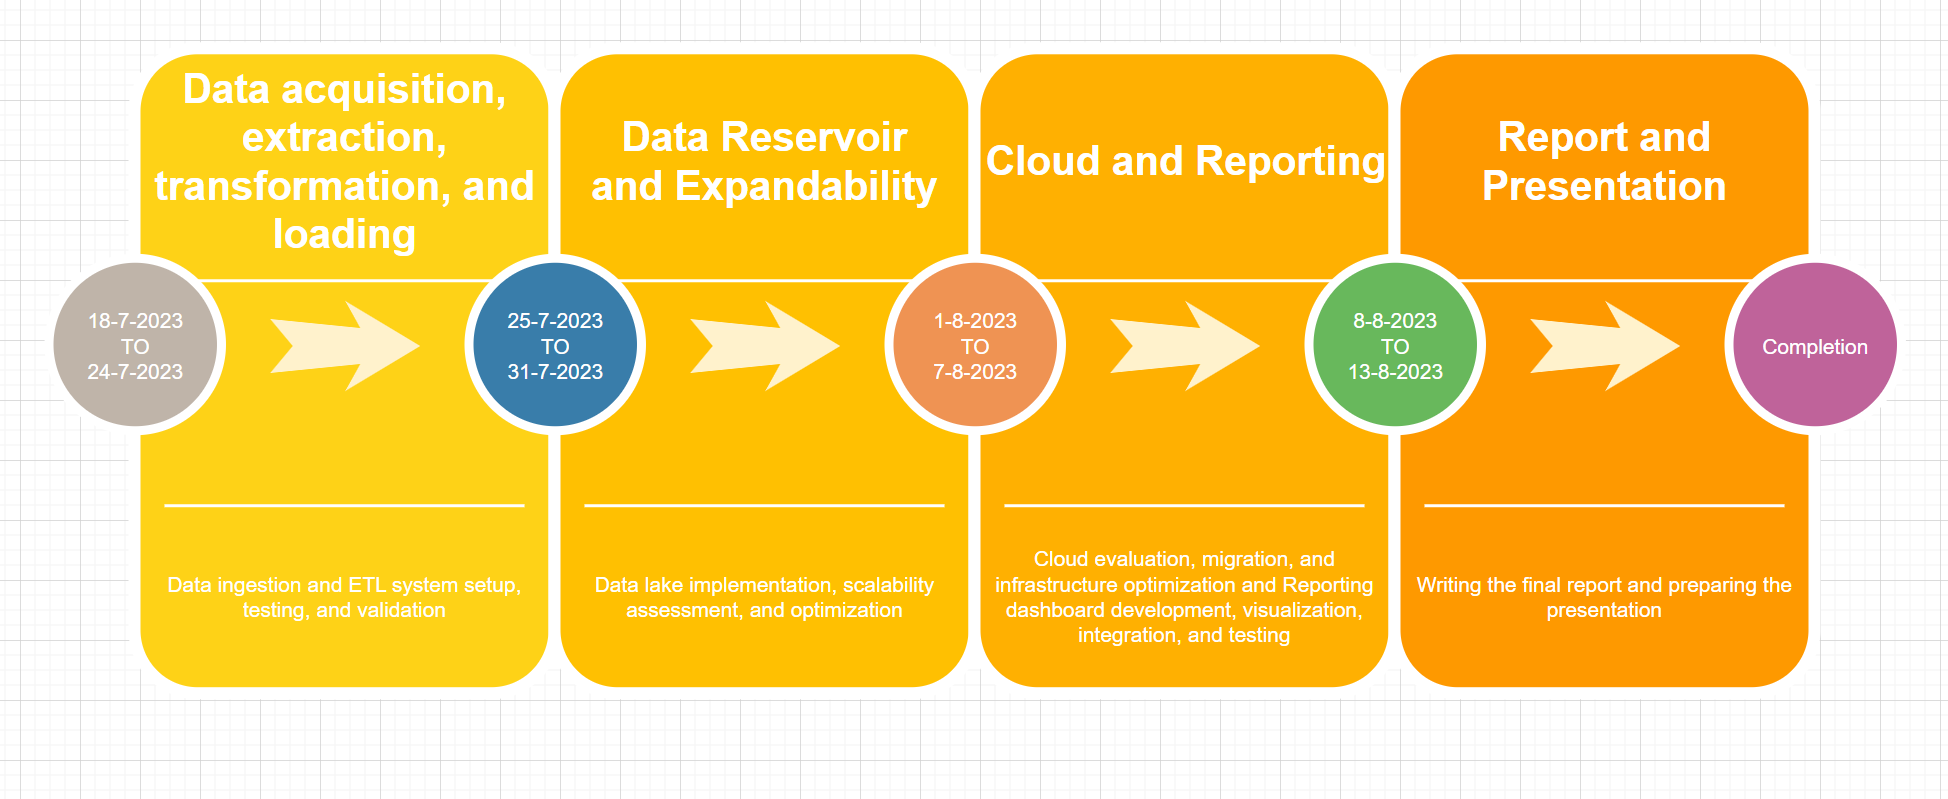 Data acquisition,
extraction,
transformation, and
loading
18-7-2023
TO
24-7-2023
Data ingestion and ETL system setup,
testing, and validation
Data Reservoir
and Expandability
25-7-2023
TO
31-7-2023
Data lake implementation, scalability
assessment, and optimization
Cloud and Reporting
1-8-2023
TO
7-8-2023
Cloud evaluation, migration, and
infrastructure optimization and Reporting
dashboard development, visualization,
integration, and testing
Report and
Presentation
8-8-2023
TO
13-8-2023
Writing the final report and preparing the
presentation
Completion